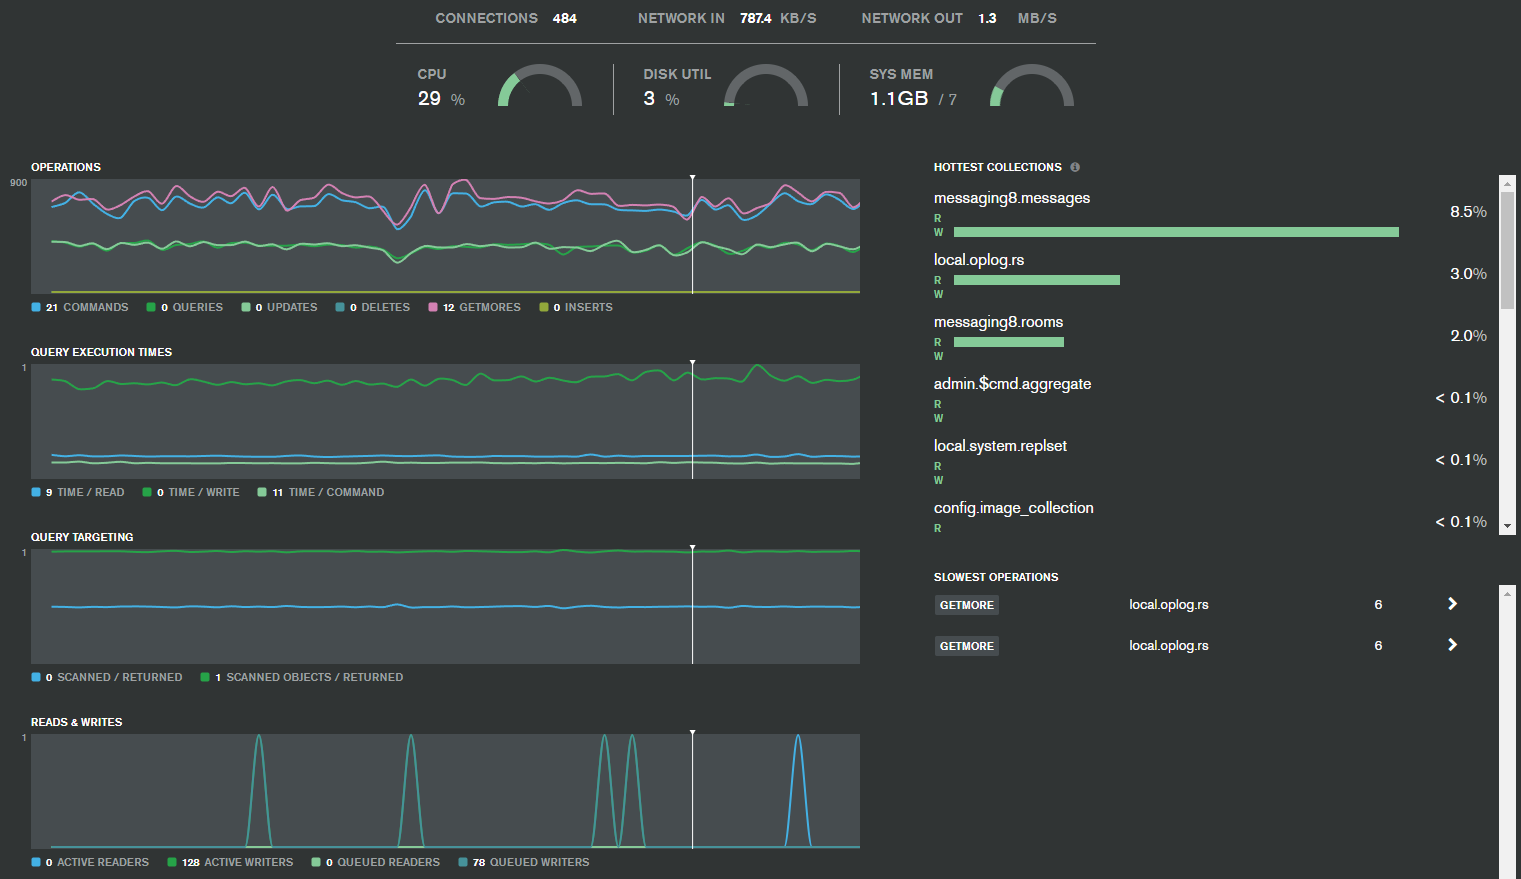 CONNECTIONS 484 NETWORK IN 787.4 KB/S NETWORK OUT 1.3 MB/S
CPU
29 %
DISK UTIL
3 %
SYS MEM
1.1GB / 7
OPERATIONS
900
21 COMMANDS 0 QUERIES 0 UPDATES 0 DELETES 12 GETMORES 0 INSERTS
QUERY EXECUTION TIMES
1
9 TIME / READ 0 TIME / WRITE 11 TIME / COMMAND
QUERY TARGETING
1
0 SCANNED / RETURNED 1 SCANNED OBJECTS / RETURNED
READS & WRITES
1
0 ACTIVE READERS 128 ACTIVE WRITERS 0 QUEUED READERS 78 QUEUED WRITERS
HOTTEST COLLECTIONS
messaging8.messages
8.5%
R
W
local.oplog.rs
3.0%
R
W
messaging8.rooms
2.0%
R
W
admin.$cmd.aggregate
< 0.1%
R
W
local.system.replset
< 0.1%
R
W
config.image_collection
< 0.1%
R
SLOWEST OPERATIONS
GETMORE local.oplog.rs 6
GETMORE local.oplog.rs 6